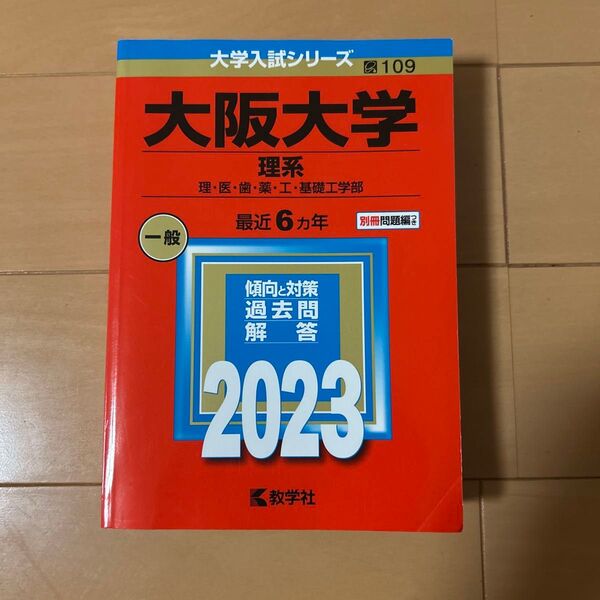 大学入試シリーズ
109
大阪大学
理系
理・医・歯・薬・工・基礎工学部
最近6カ年
別冊問題編つき
一般
傾向と対策
過去問
解答
2023
教学社